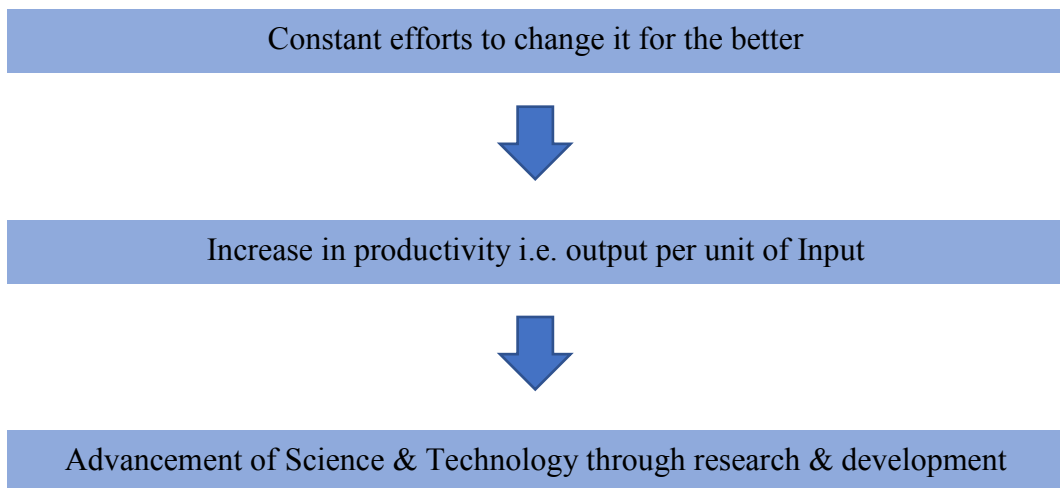 Constant efforts to change it for the better
Increase in productivity i.e. output per unit of Input
Advancement of Science & Technology through research & development